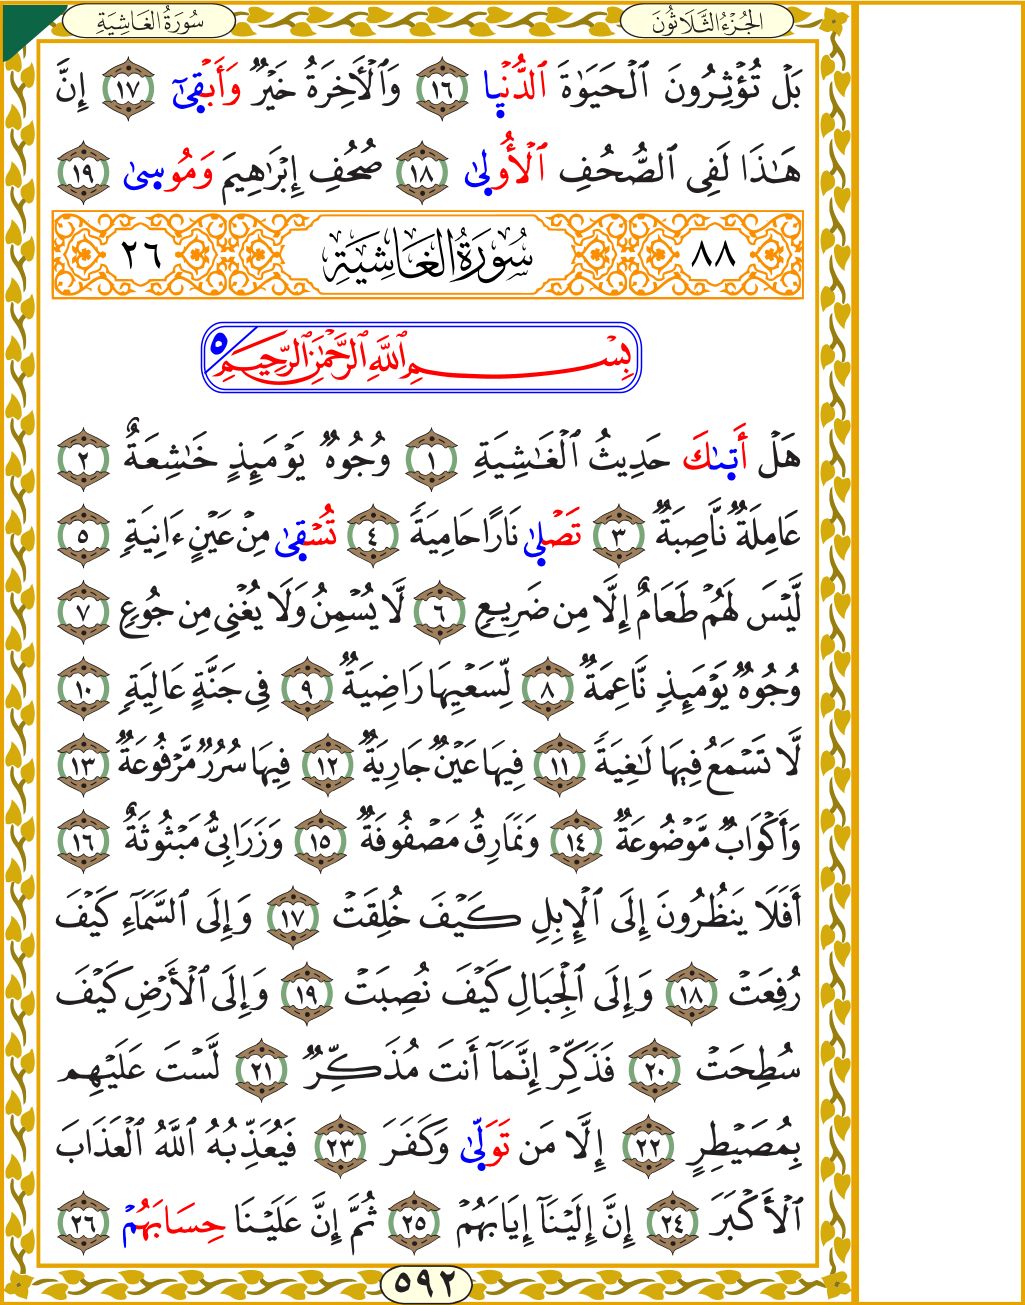 الجُزْءُ الثَّلَاثُونَ
سُورَةُ الغَاشِيَةِ
بَلْ تُؤْثِرُونَ ٱلْحَيَوٰةَ ٱلدُّنْيٜا ١٦ وَٱلْأَخِرَةُ خَيْرٌ وَأَبْقٜىٰٓ ١٧ إِنَّ
هَٰذَا لَفِى ٱلصُّحُفِ ٱلْأُولٜىٰ ١٨ صُحُفِ إِبْرَٰهِيمَ وَمُوسٜىٰ ١٩
٨٨ سُورَةُ الغَاشِيَةِ ٢٦
بِسْمِ ٱللَّهِ ٱلرَّحْمَٰنِ ٱلرَّحِيمِ ٥
هَلْ أَتٜىٰكَ حَدِيثُ ٱلْغَٰشِيَةِ ١ وُجُوهٌ يَوْمَئِذٍ خَٰشِعَةٌ ٢
عَامِلَةٌ نَّاصِبَةٌ ٣ تَصْلٜىٰ نَارًا حَامِيَةً ٤ تُسْقٜىٰ مِنْ عَيْنٍ ءَانِيَةٍ ٥
لَّيْسَ لَهُمْ طَعَامٌ إِلَّا مِن ضَرِيعٍ ٦ لَّا يُسْمِنُ وَلَا يُغْنِى مِن جُوعٍ ٧
وُجُوهٌ يَوْمَئِذٍ نَّاعِمَةٌ ٨ لِّسَعْيِهَا رَاضِيَةٌ ٩ فِى جَنَّةٍ عَالِيَةٍ ١٠
لَّا تَسْمَعُ فِيهَا لَٰغِيَةً ١١ فِيهَا عَيْنٌ جَارِيَةٌ ١٢ فِيهَا سُرُرٌ مَّرْفُوعَةٌ ١٣
وَأَكْوَابٌ مَّوْضُوعَةٌ ١٤ وَنَمَارِقُ مَصْفُوفَةٌ ١٥ وَزَرَابِىُّ مَبْثُوثَةٌ ١٦
أَفَلَا يَنظُرُونَ إِلَى ٱلْإِبِلِ كَيْفَ خُلِقَتْ ١٧ وَإِلَى ٱلسَّمَآءِ كَيْفَ
رُفِعَتْ ١٨ وَإِلَى ٱلْجِبَالِ كَيْفَ نُصِبَتْ ١٩ وَإِلَى ٱلْأَرْضِ كَيْفَ
سُطِحَتْ ٢٠ فَذَكِّرْ إِنَّمَآ أَنتَ مُذَكِّرٌ ٢١ لَّسْتَ عَلَيْهِم
بِمُصَيْطِرٍ ٢٢ إِلَّا مَن تَوَلّٜىٰ وَكَفَرَ ٢٣ فَيُعَذِّبُهُ ٱللَّهُ ٱلْعَذَابَ
ٱلْأَكْبَرَ ٢٤ إِنَّ إِلَيْنَآ إِيَابَهُمْ ٢٥ ثُمَّ إِنَّ عَلَيْنَا حِسَابَهُمْ ٢٦
٥٩٢